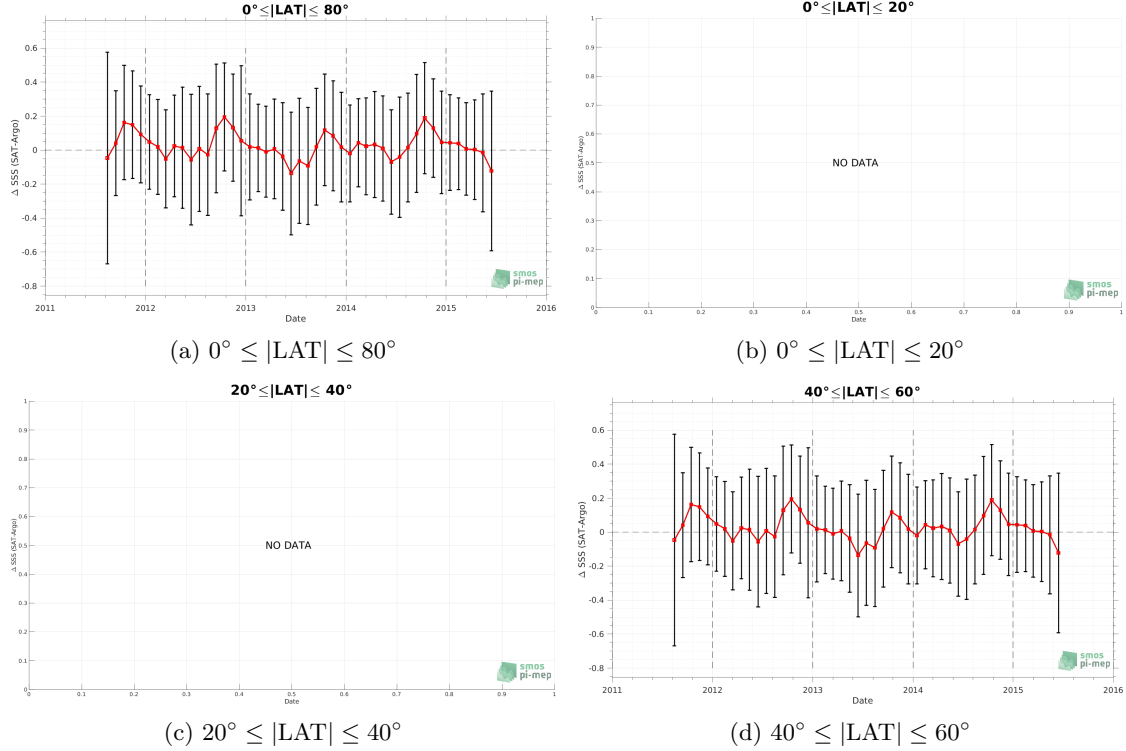 0°≤|LAT|≤ 80°
Δ SSS (SAT-Argo)
0.6
0.4
0.2
0
-0.2
-0.4
-0.6
-0.8
2011 2012 2013 2014 2015 2016
Date
smos
pi-mep
(a) 0° ≤ |LAT| ≤ 80°
0°≤|LAT|≤ 20°
Δ SSS (SAT-Argo)
1
0.9
0.8
0.7
0.6
0.5
0.4
0.3
0.2
0.1
0
NO DATA
0 0.1 0.2 0.3 0.4 0.5 0.6 0.7 0.8 0.9 1
Date
smos
pi-mep
(b) 0° ≤ |LAT| ≤ 20°
20°≤|LAT|≤ 40°
Δ SSS (SAT-Argo)
1
0.9
0.8
0.7
0.6
0.5
0.4
0.3
0.2
0.1
0
NO DATA
0 0.1 0.2 0.3 0.4 0.5 0.6 0.7 0.8 0.9 1
Date
smos
pi-mep
(c) 20° ≤ |LAT| ≤ 40°
40°≤|LAT|≤ 60°
Δ SSS (SAT-Argo)
0.6
0.4
0.2
0
-0.2
-0.4
-0.6
-0.8
2011 2012 2013 2014 2015 2016
Date
smos
pi-mep
(d) 40° ≤ |LAT| ≤ 60°